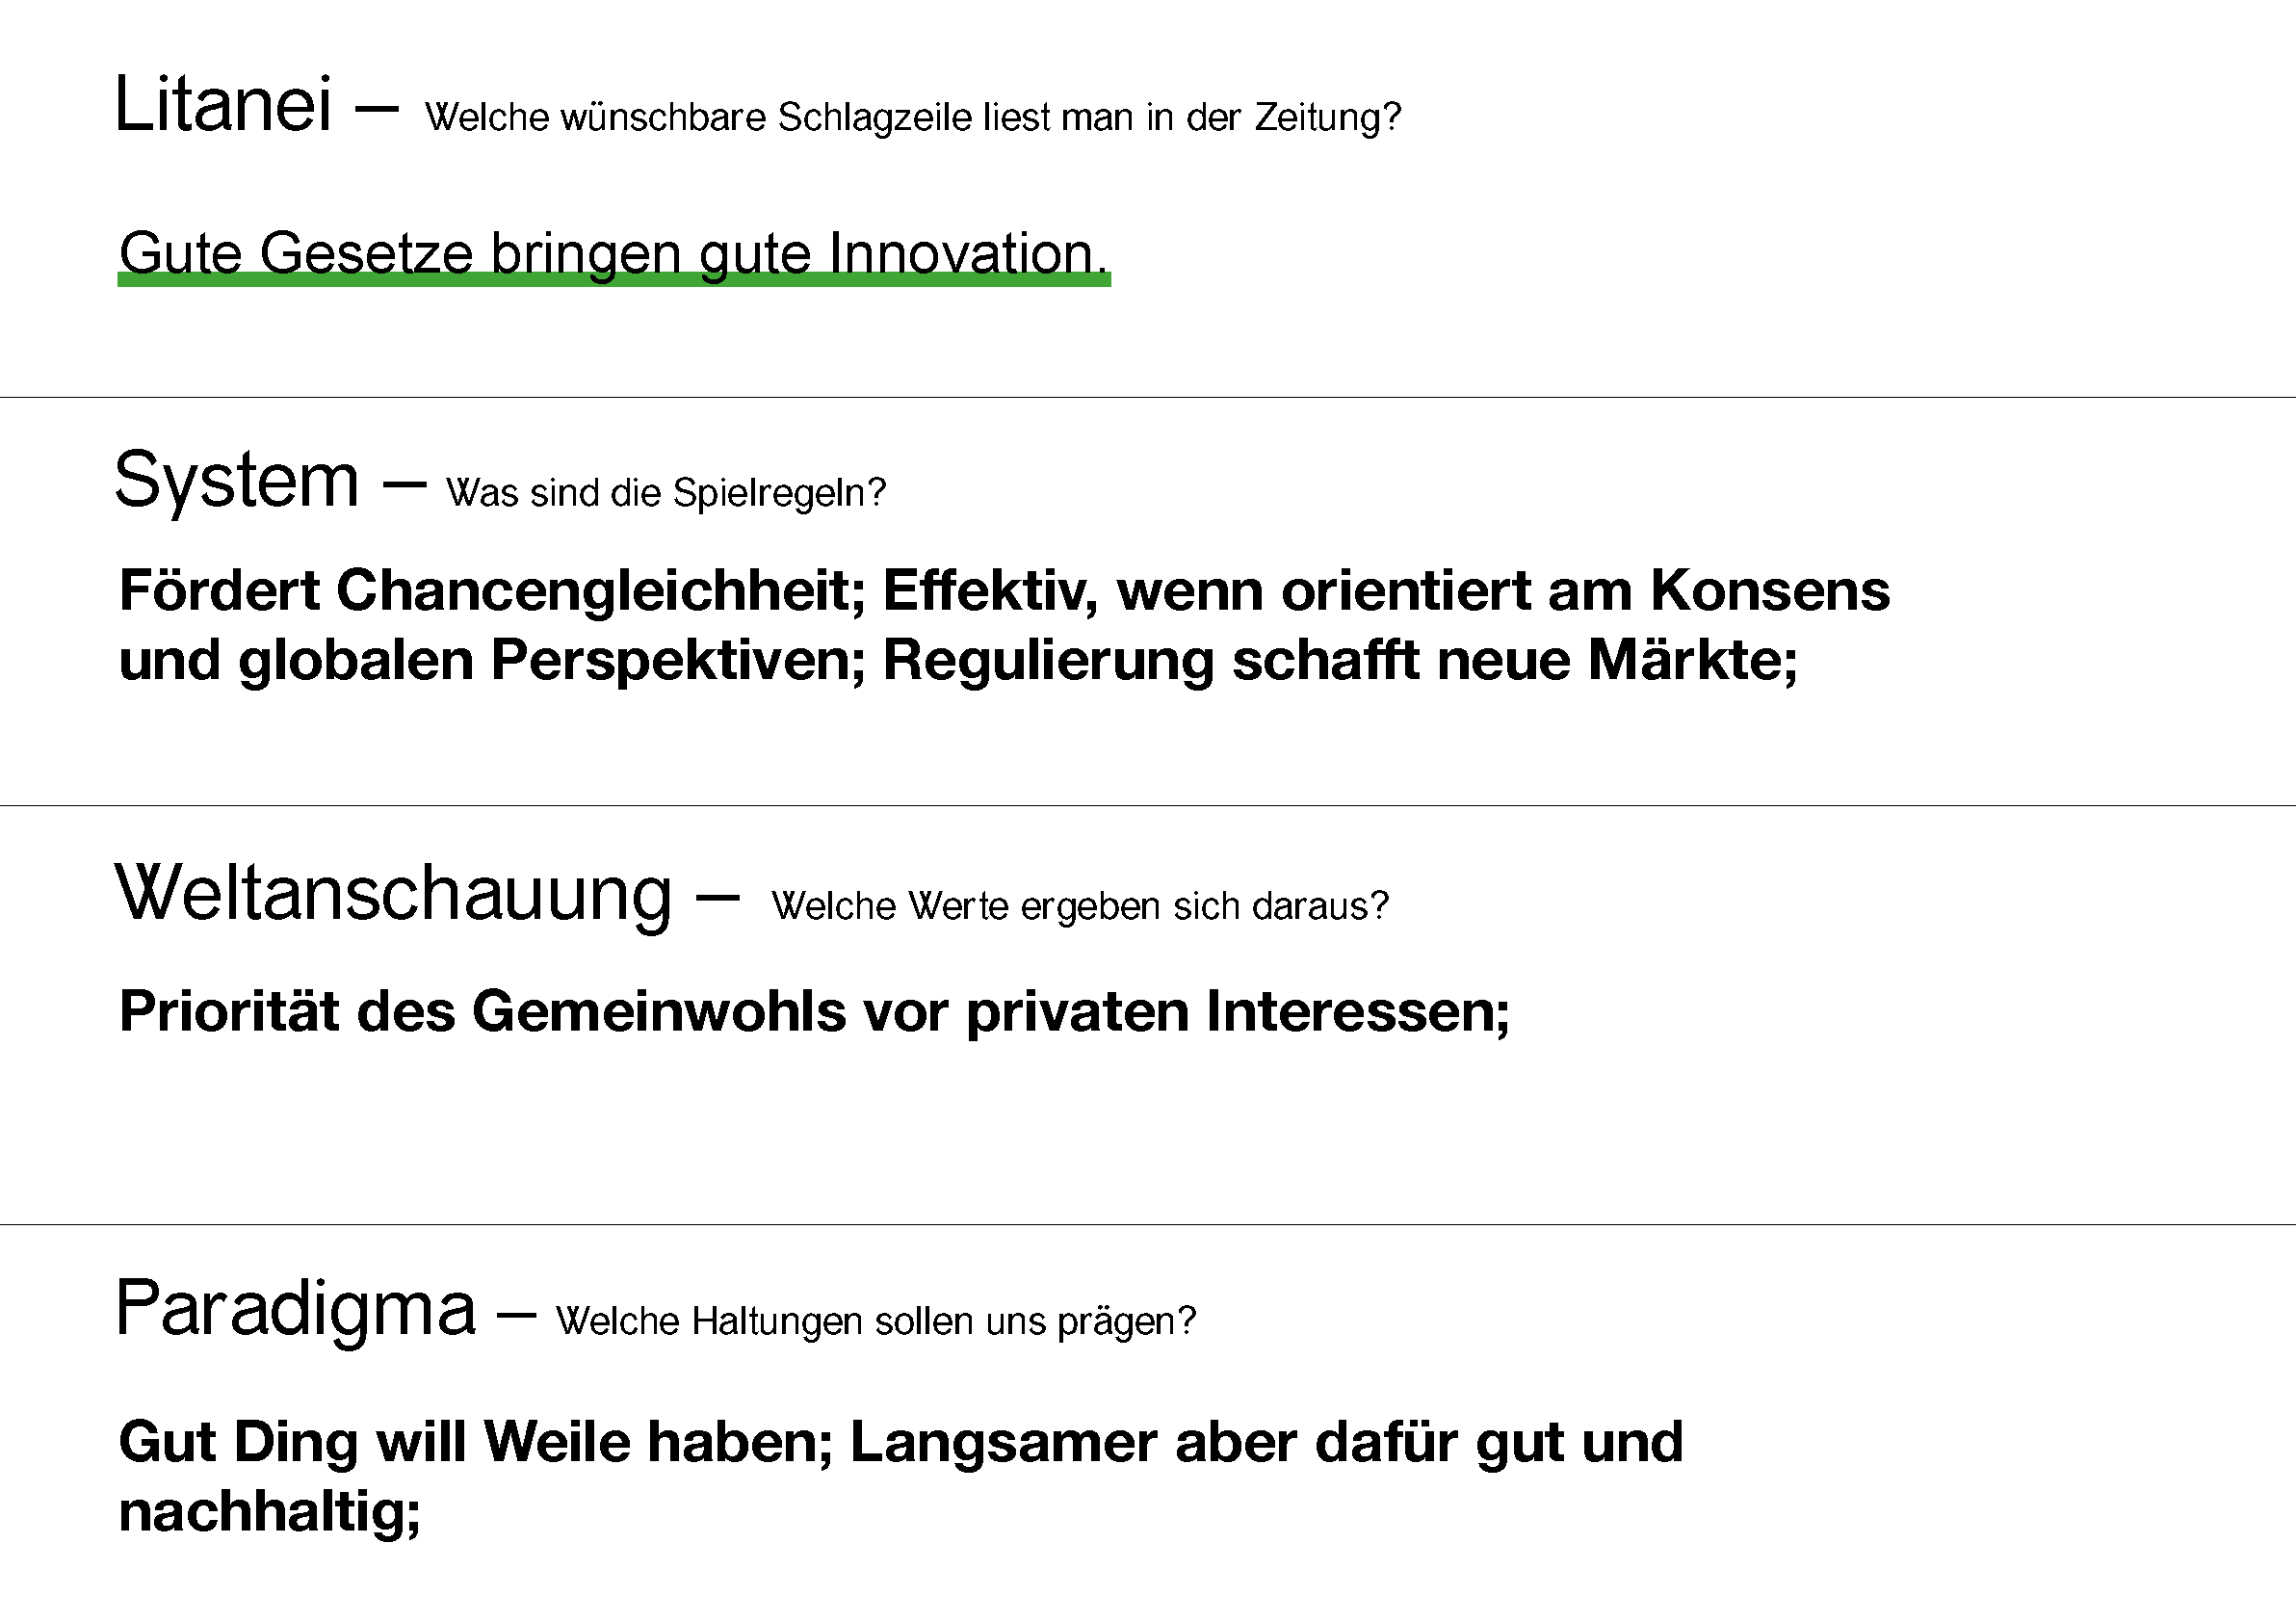 Litanei – Welche wünschbare Schlagzeile liest man in der Zeitung?
Gute Gesetze bringen gute Innovation.
System – Was sind die Spielregeln?
Fördert Chancengleichheit; Effektiv, wenn orientiert am Konsens
und globalen Perspektiven; Regulierung schafft neue Märkte;
Weltanschauung – Welche Werte ergeben sich daraus?
Priorität des Gemeinwohls vor privaten Interessen;
Paradigma – Welche Haltungen sollen uns prägen?
Gut Ding will Weile haben; Langsamer aber dafür gut und
nachhaltig;